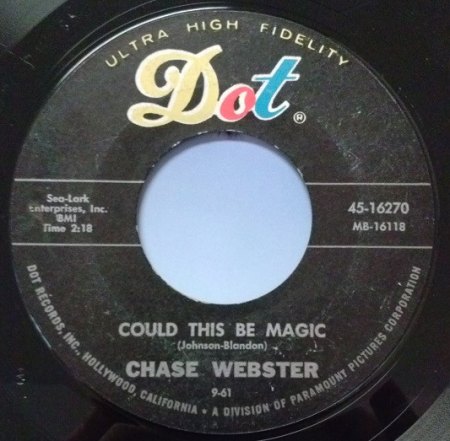 ULTRA HIGH FIDELITY
Dot®
Sea-Lark
Enterprises, Inc.
BMI
Time 2:18
45-16270
MB-16118
COULD THIS BE MAGIC
(Johnson-Blandon)
CHASE WEBSTER
9-61
DOT RECORDS, INC., HOLLYWOOD, CALIFORNIA • A DIVISION OF PARAMOUNT PICTURES CORPORATION